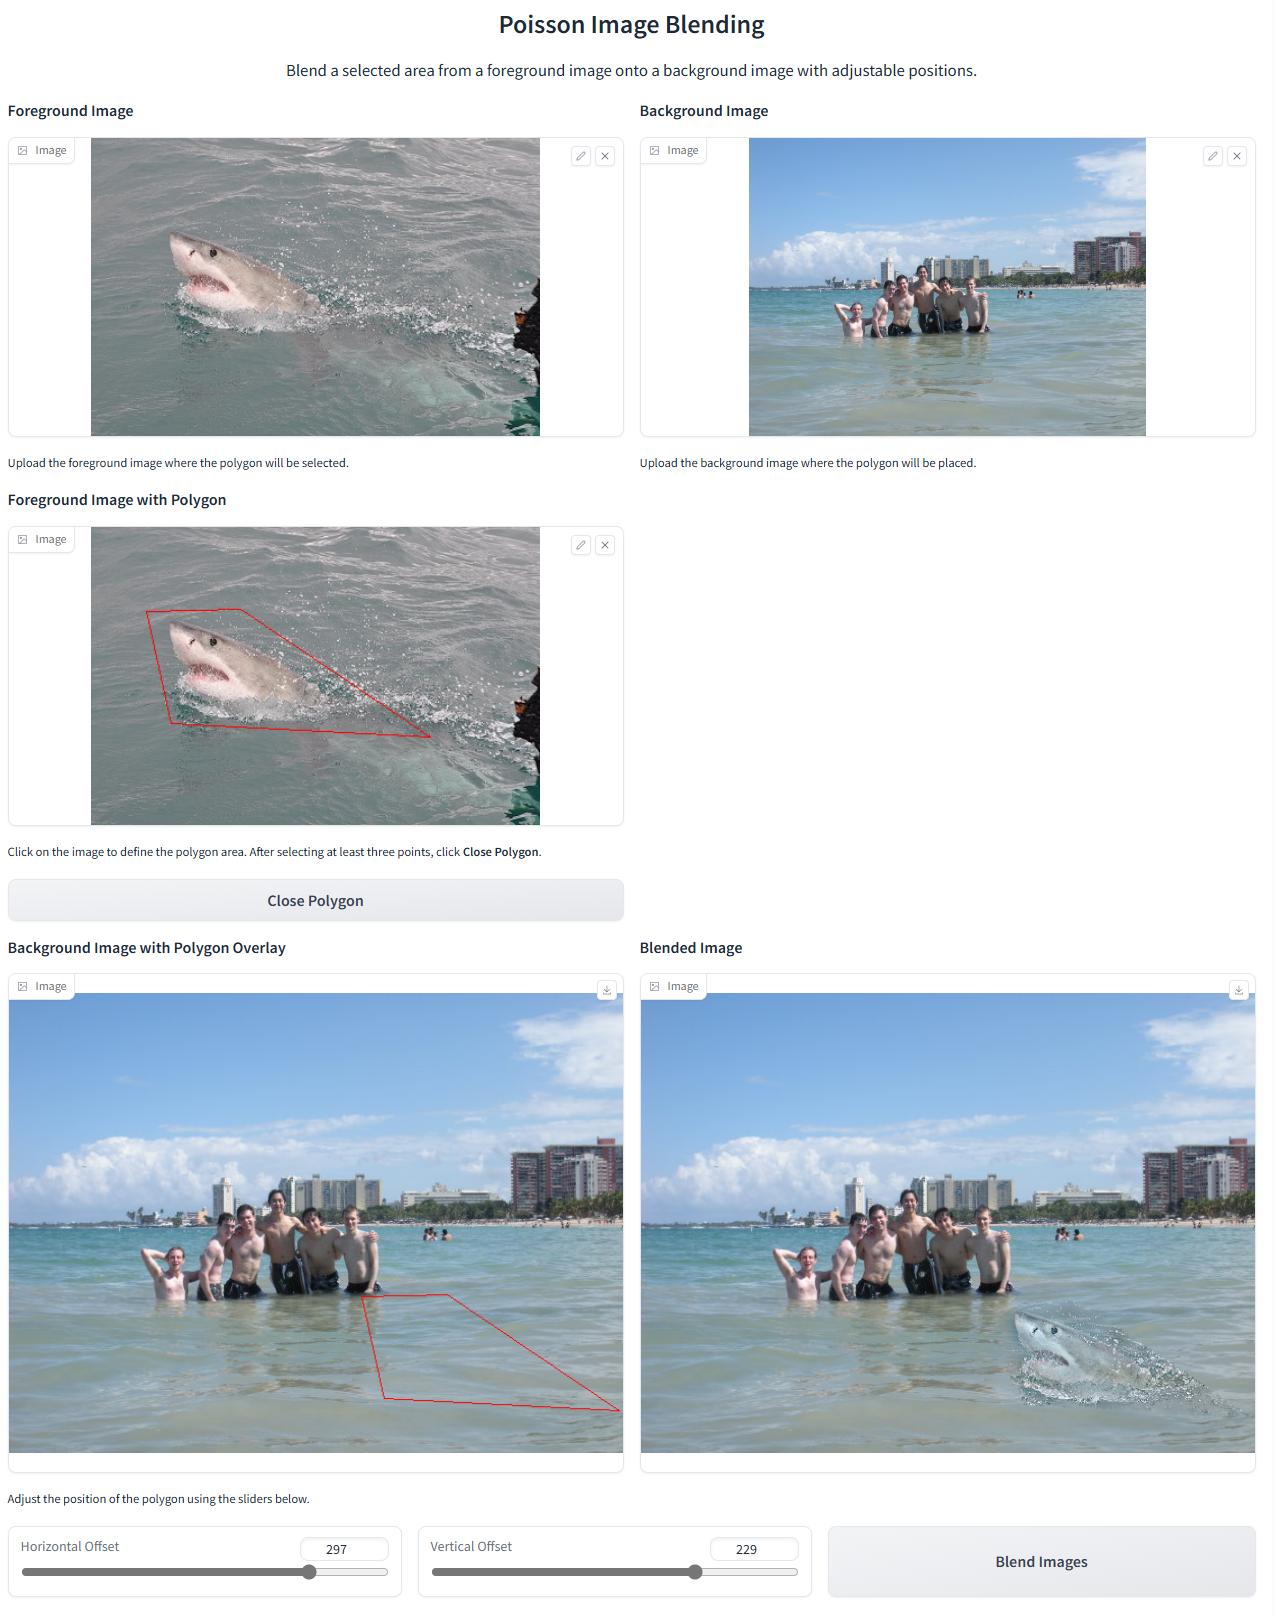 Poisson Image Blending
Blend a selected area from a foreground image onto a background image with adjustable positions.
Foreground Image
Background Image
Image
Image
Upload the foreground image where the polygon will be selected.
Upload the background image where the polygon will be placed.
Foreground Image with Polygon
Image
Click on the image to define the polygon area. After selecting at least three points, click Close Polygon.
Close Polygon
Background Image with Polygon Overlay
Blended Image
Image
Image
Adjust the position of the polygon using the sliders below.
Horizontal Offset
297
Vertical Offset
229
Blend Images